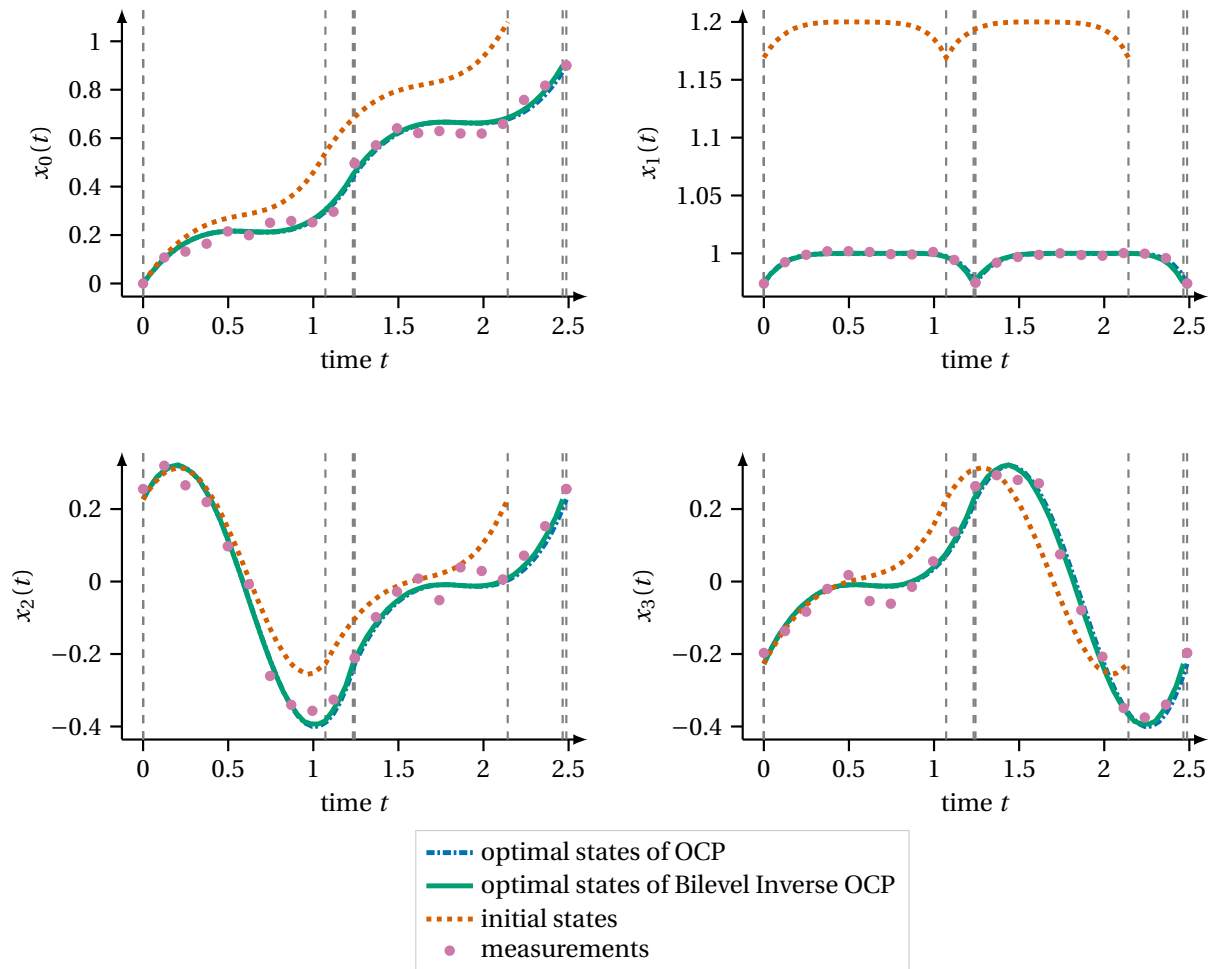 1
0.8
0.6
0.4
0.2
0
x₀(t)
0 0.5 1 1.5 2 2.5
time t
1.2
1.15
1.1
1.05
1
x₁(t)
0 0.5 1 1.5 2 2.5
time t
0.2
0
−0.2
−0.4
x₂(t)
0 0.5 1 1.5 2 2.5
time t
0.2
0
−0.2
−0.4
x₃(t)
0 0.5 1 1.5 2 2.5
time t
optimal states of OCP
optimal states of Bilevel Inverse OCP
initial states
measurements